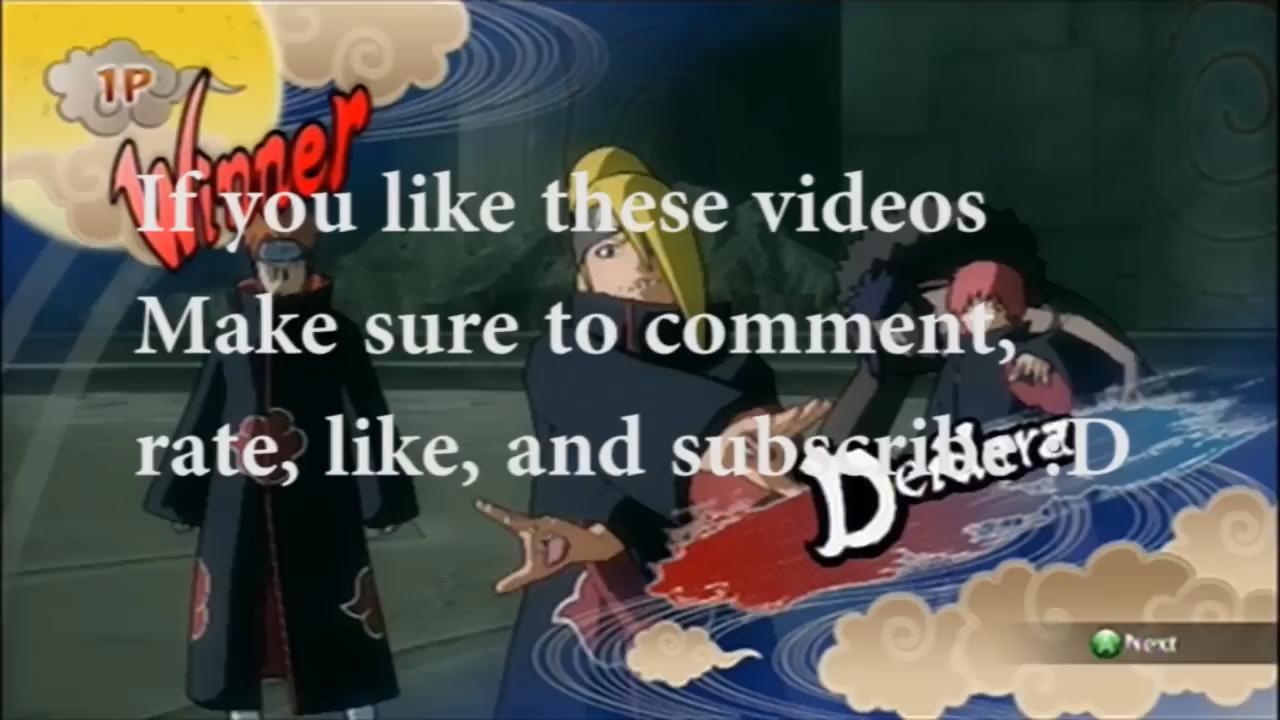 1P
Winner
If you like these videos
Make sure to comment,
rate, like, and subscribe :D
Deidara
Next